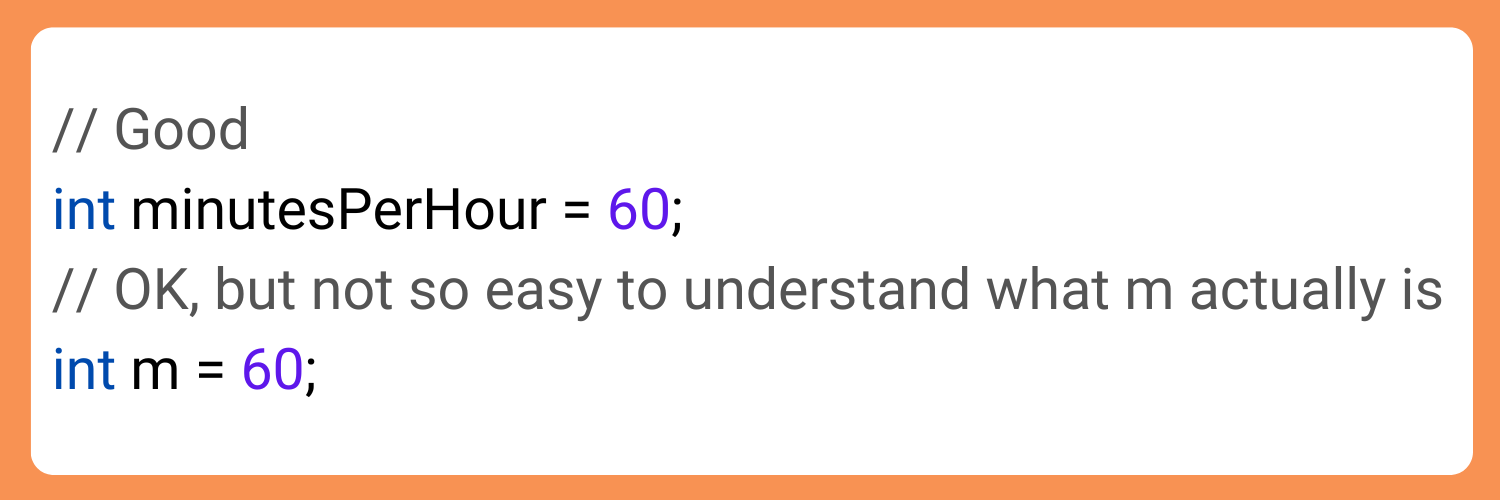 // Good
int minutesPerHour = 60;
// OK, but not so easy to understand what m actually is
int m = 60;